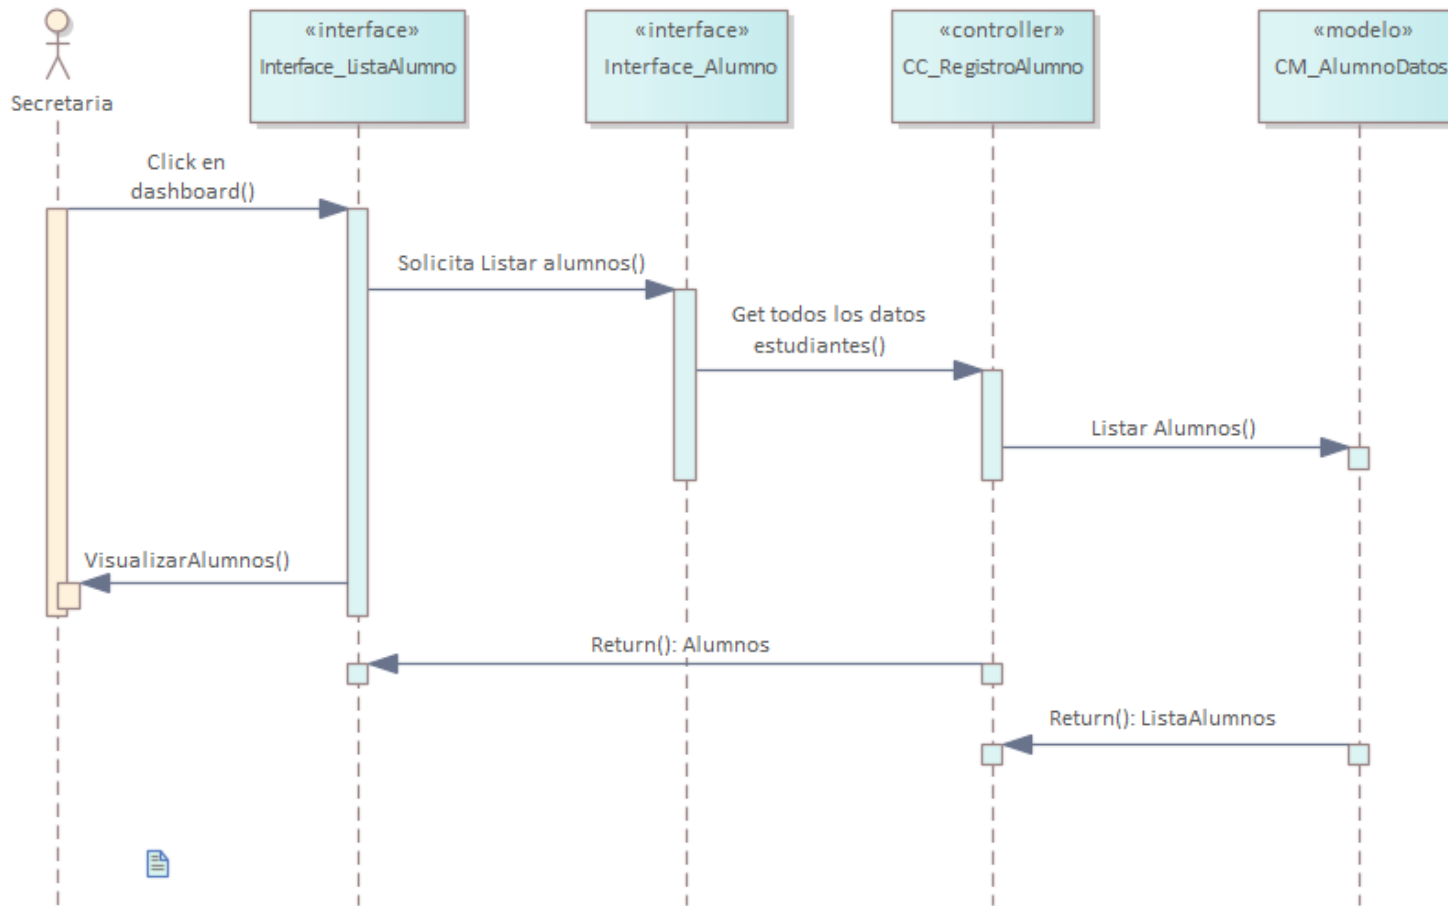 «interface»
Interface_ListaAlumno
«interface»
Interface_Alumno
«controller»
CC_RegistroAlumno
«modelo»
CM_AlumnoDatos
Secretaria
Click en
dashboard()
Solicita Listar alumnos()
Get todos los datos
estudiantes()
Listar Alumnos()
VisualizarAlumnos()
Return(): Alumnos
Return(): ListaAlumnos